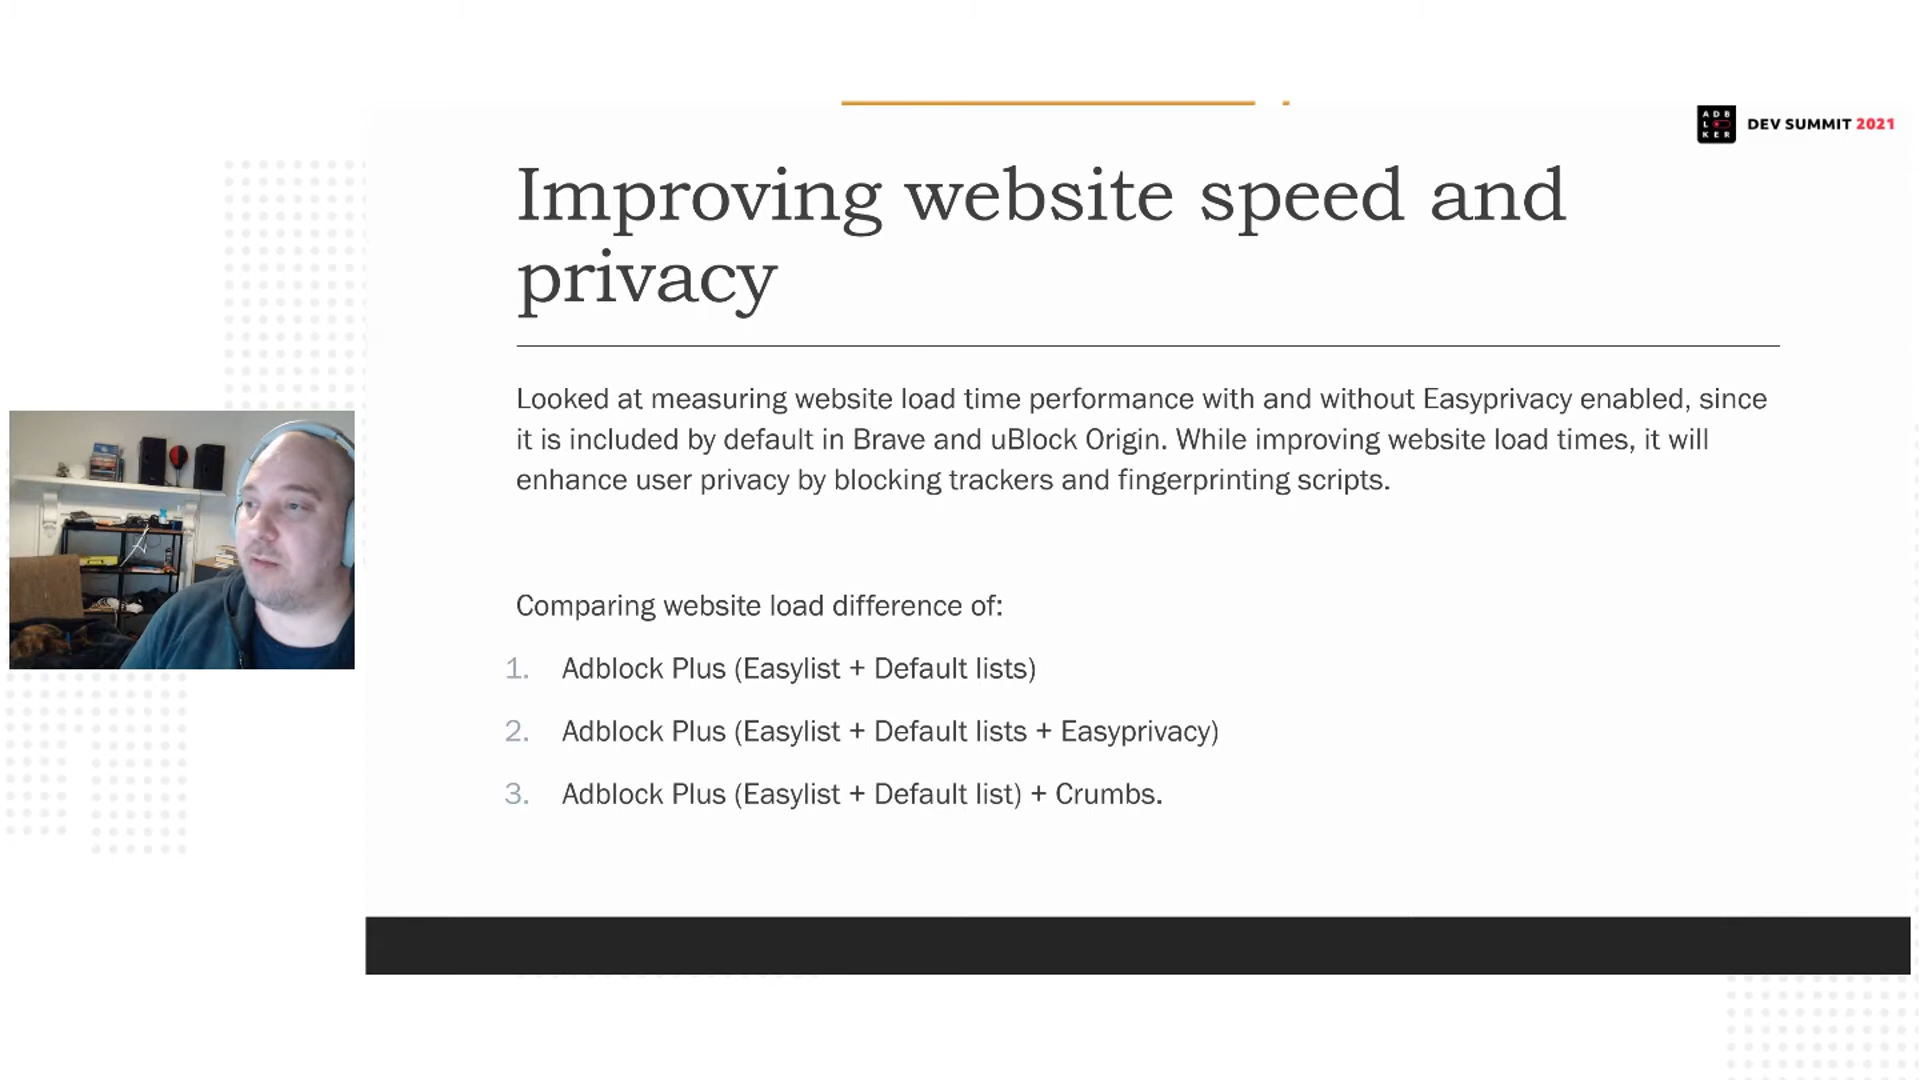 ADB
L
KER
DEV SUMMIT 2021
Improving website speed and
privacy
Looked at measuring website load time performance with and without Easyprivacy enabled, since
it is included by default in Brave and uBlock Origin. While improving website load times, it will
enhance user privacy by blocking trackers and fingerprinting scripts.
Comparing website load difference of:
1. Adblock Plus (Easylist + Default lists)
2. Adblock Plus (Easylist + Default lists + Easyprivacy)
3. Adblock Plus (Easylist + Default list) + Crumbs.